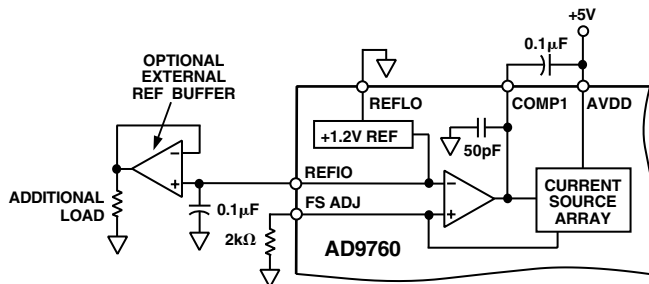 +5V
0.1µF
OPTIONAL
EXTERNAL
REF BUFFER
REFLO
COMP1
AVDD
+1.2V REF
50pF
–
+
REFIO
–
+
CURRENT
SOURCE
ARRAY
ADDITIONAL
LOAD
0.1µF
FS ADJ
2kΩ
AD9760